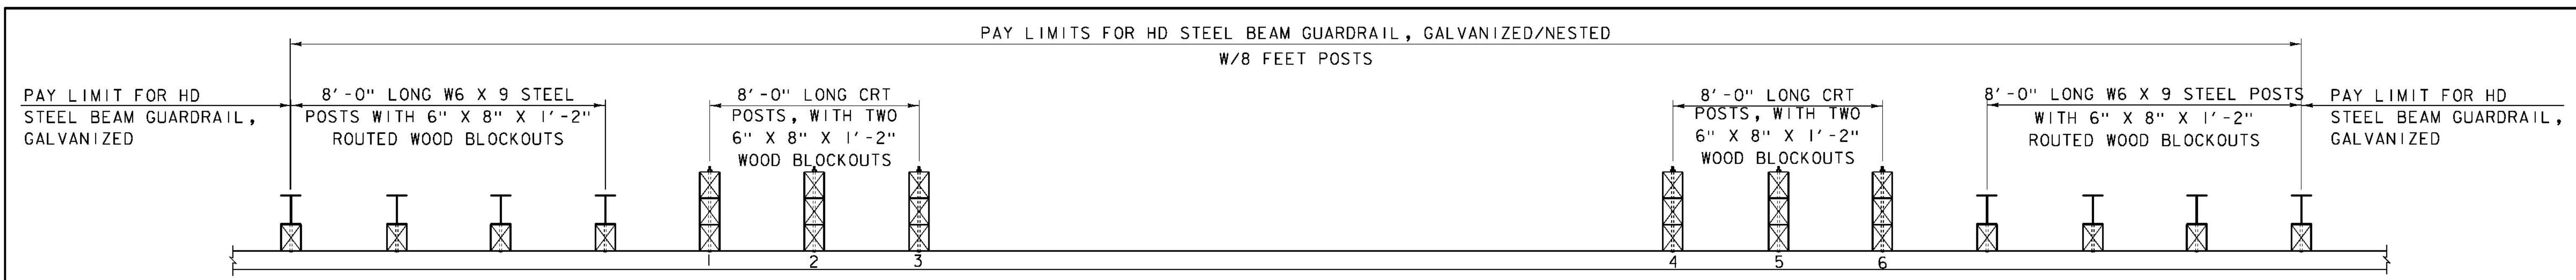 PAY LIMITS FOR HD STEEL BEAM GUARDRAIL, GALVANIZED/NESTED
W/8 FEET POSTS
PAY LIMIT FOR HD
STEEL BEAM GUARDRAIL,
GALVANIZED
8'-0" LONG W6 X 9 STEEL
POSTS WITH 6" X 8" X 1'-2"
ROUTED WOOD BLOCKOUTS
8'-0" LONG CRT
POSTS, WITH TWO
6" X 8" X 1'-2"
WOOD BLOCKOUTS
8'-0" LONG CRT
POSTS, WITH TWO
6" X 8" X 1'-2"
WOOD BLOCKOUTS
8'-0" LONG W6 X 9 STEEL POSTS
WITH 6" X 8" X 1'-2"
ROUTED WOOD BLOCKOUTS
PAY LIMIT FOR HD
STEEL BEAM GUARDRAIL,
GALVANIZED
1 2 3 4 5 6